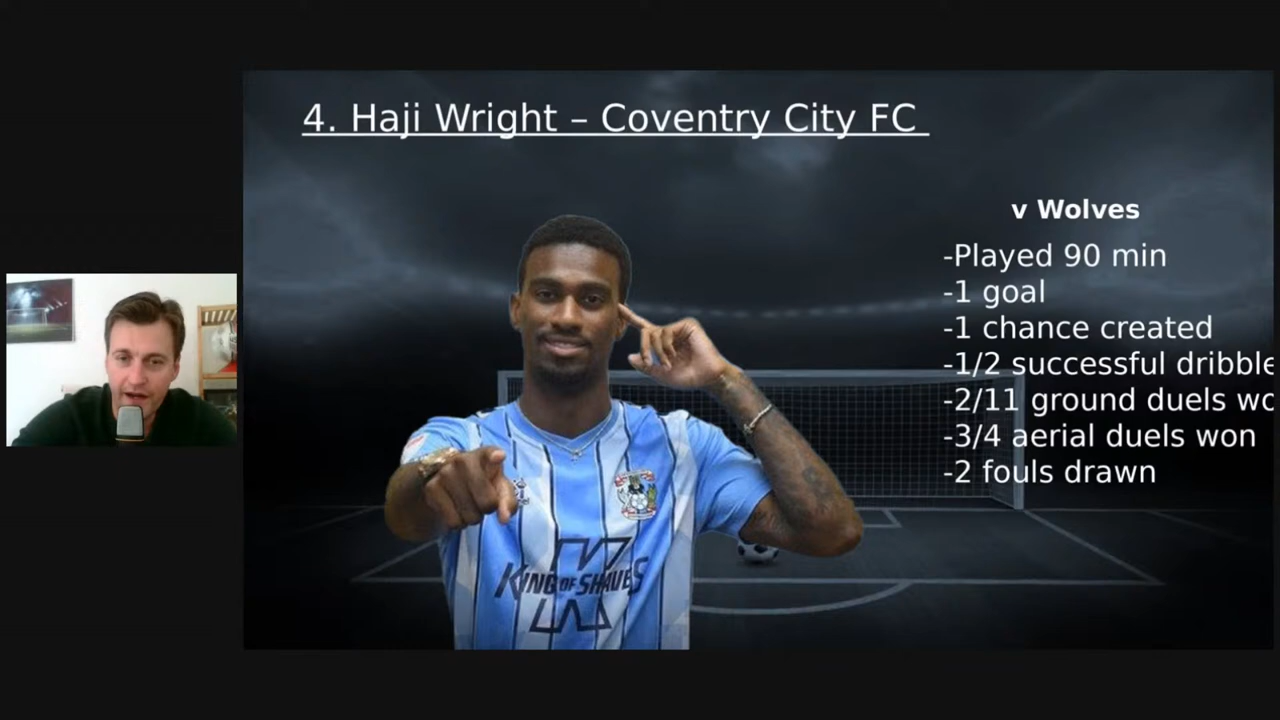 4. Haji Wright – Coventry City FC
v Wolves
-Played 90 min
-1 goal
-1 chance created
-1/2 successful dribble
-2/11 ground duels wo
-3/4 aerial duels won
-2 fouls drawn
KING OF SHAVES